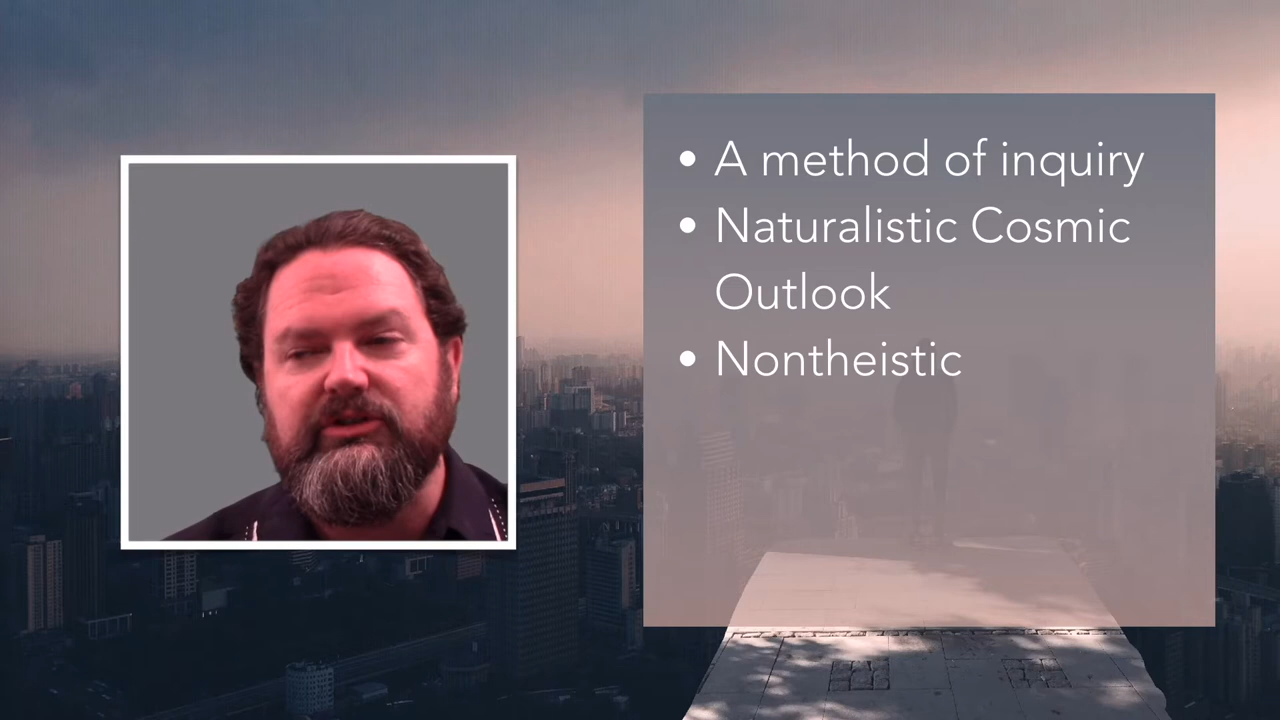 • A method of inquiry
• Naturalistic Cosmic
Outlook
• Nontheistic